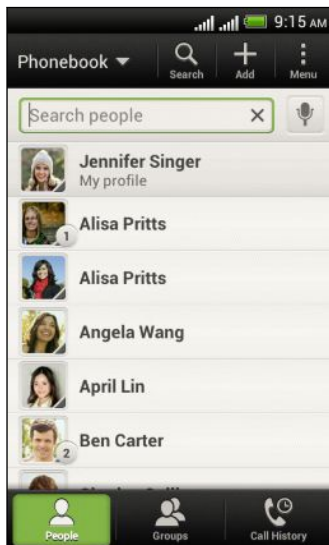 9:15 AM
Phonebook
Search
Add
Menu
Search people
Jennifer Singer
My profile
1
Alisa Pritts
Alisa Pritts
Angela Wang
April Lin
2
Ben Carter
People
Groups
Call History